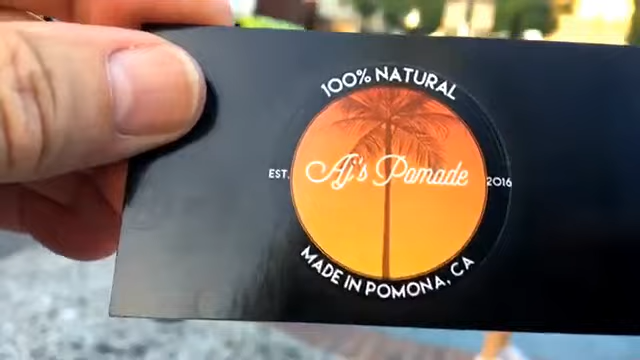 100% NATURAL
EST.
Aj's Pomade
2016
MADE IN POMONA, CA